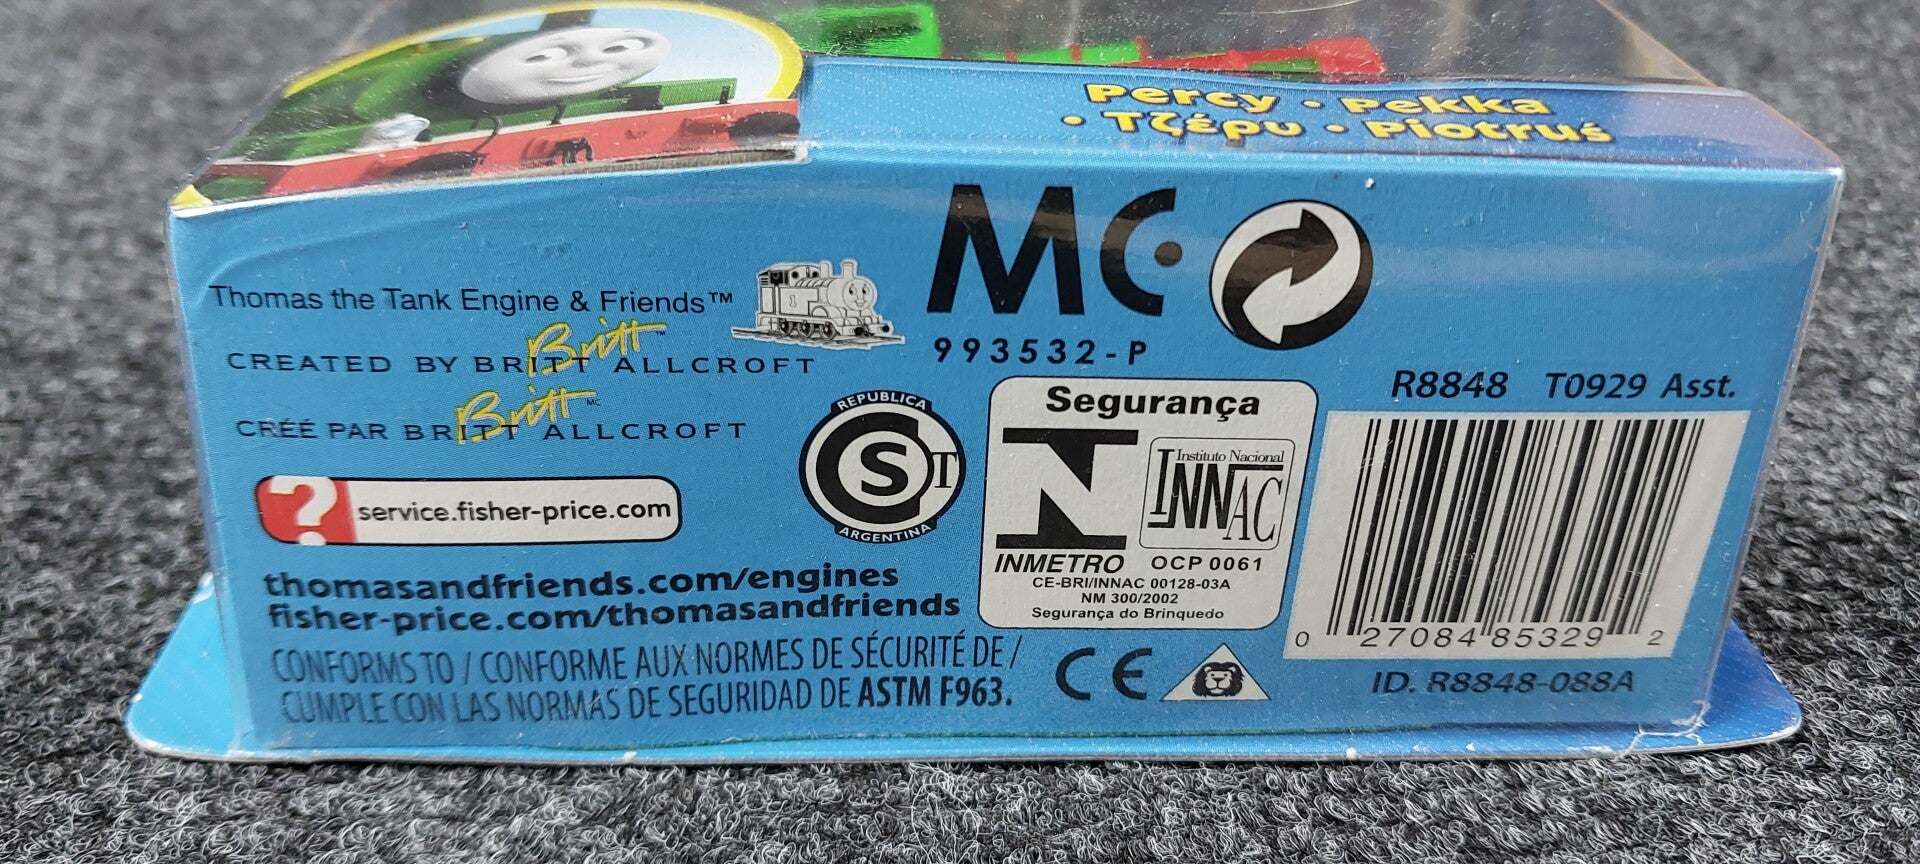 Percy • Pekka
• Τζέρυ • Piotruś
MC
993532-P
Thomas the Tank Engine & Friends™
Britt™
CREATED BY BRITT ALLCROFT
Britt MC
CRÉÉ PAR BRITT ALLCROFT
? service.fisher-price.com
thomasandfriends.com/engines
fisher-price.com/thomasandfriends
CONFORMS TO / CONFORME AUX NORMES DE SÉCURITÉ DE /
CUMPLE CON LAS NORMAS DE SEGURIDAD DE ASTM F963.
REPUBLICA
S T
ARGENTINA
Segurança
Instituto Nacional
INNAC
INMETRO OCP 0061
CE-BRI/INNAC 00128-03A
NM 300/2002
Segurança do Brinquedo
CE
R8848 T0929 Asst.
0 27084 85329 2
ID. R8848-088A
1